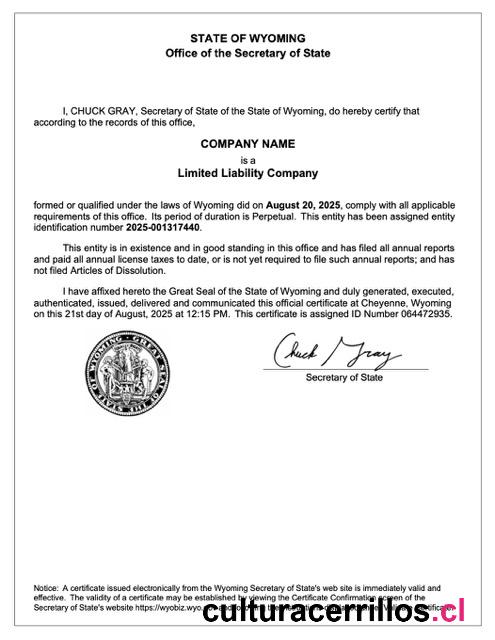 STATE OF WYOMING
Office of the Secretary of State
I, CHUCK GRAY, Secretary of State of the State of Wyoming, do hereby certify that
according to the records of this office,
COMPANY NAME
is a
Limited Liability Company
formed or qualified under the laws of Wyoming did on August 20, 2025, comply with all applicable
requirements of this office. Its period of duration is Perpetual. This entity has been assigned entity
identification number 2025-001317440.
This entity is in existence and in good standing in this office and has filed all annual reports
and paid all annual license taxes to date, or is not yet required to file such annual reports; and has
not filed Articles of Dissolution.
I have affixed hereto the Great Seal of the State of Wyoming and duly generated, executed,
authenticated, issued, delivered and communicated this official certificate at Cheyenne, Wyoming
on this 21st day of August, 2025 at 12:15 PM. This certificate is assigned ID Number 064472935.
GREAT SEAL OF THE STATE OF WYOMING
Chuck Gray
Secretary of State
Notice: A certificate issued electronically from the Wyoming Secretary of State's web site is immediately valid and
effective. The validity of a certificate may be established by viewing the Certificate Confirmation screen of the
Secretary of State's website https://wyobiz.wyo.
culturacerrillos.cl